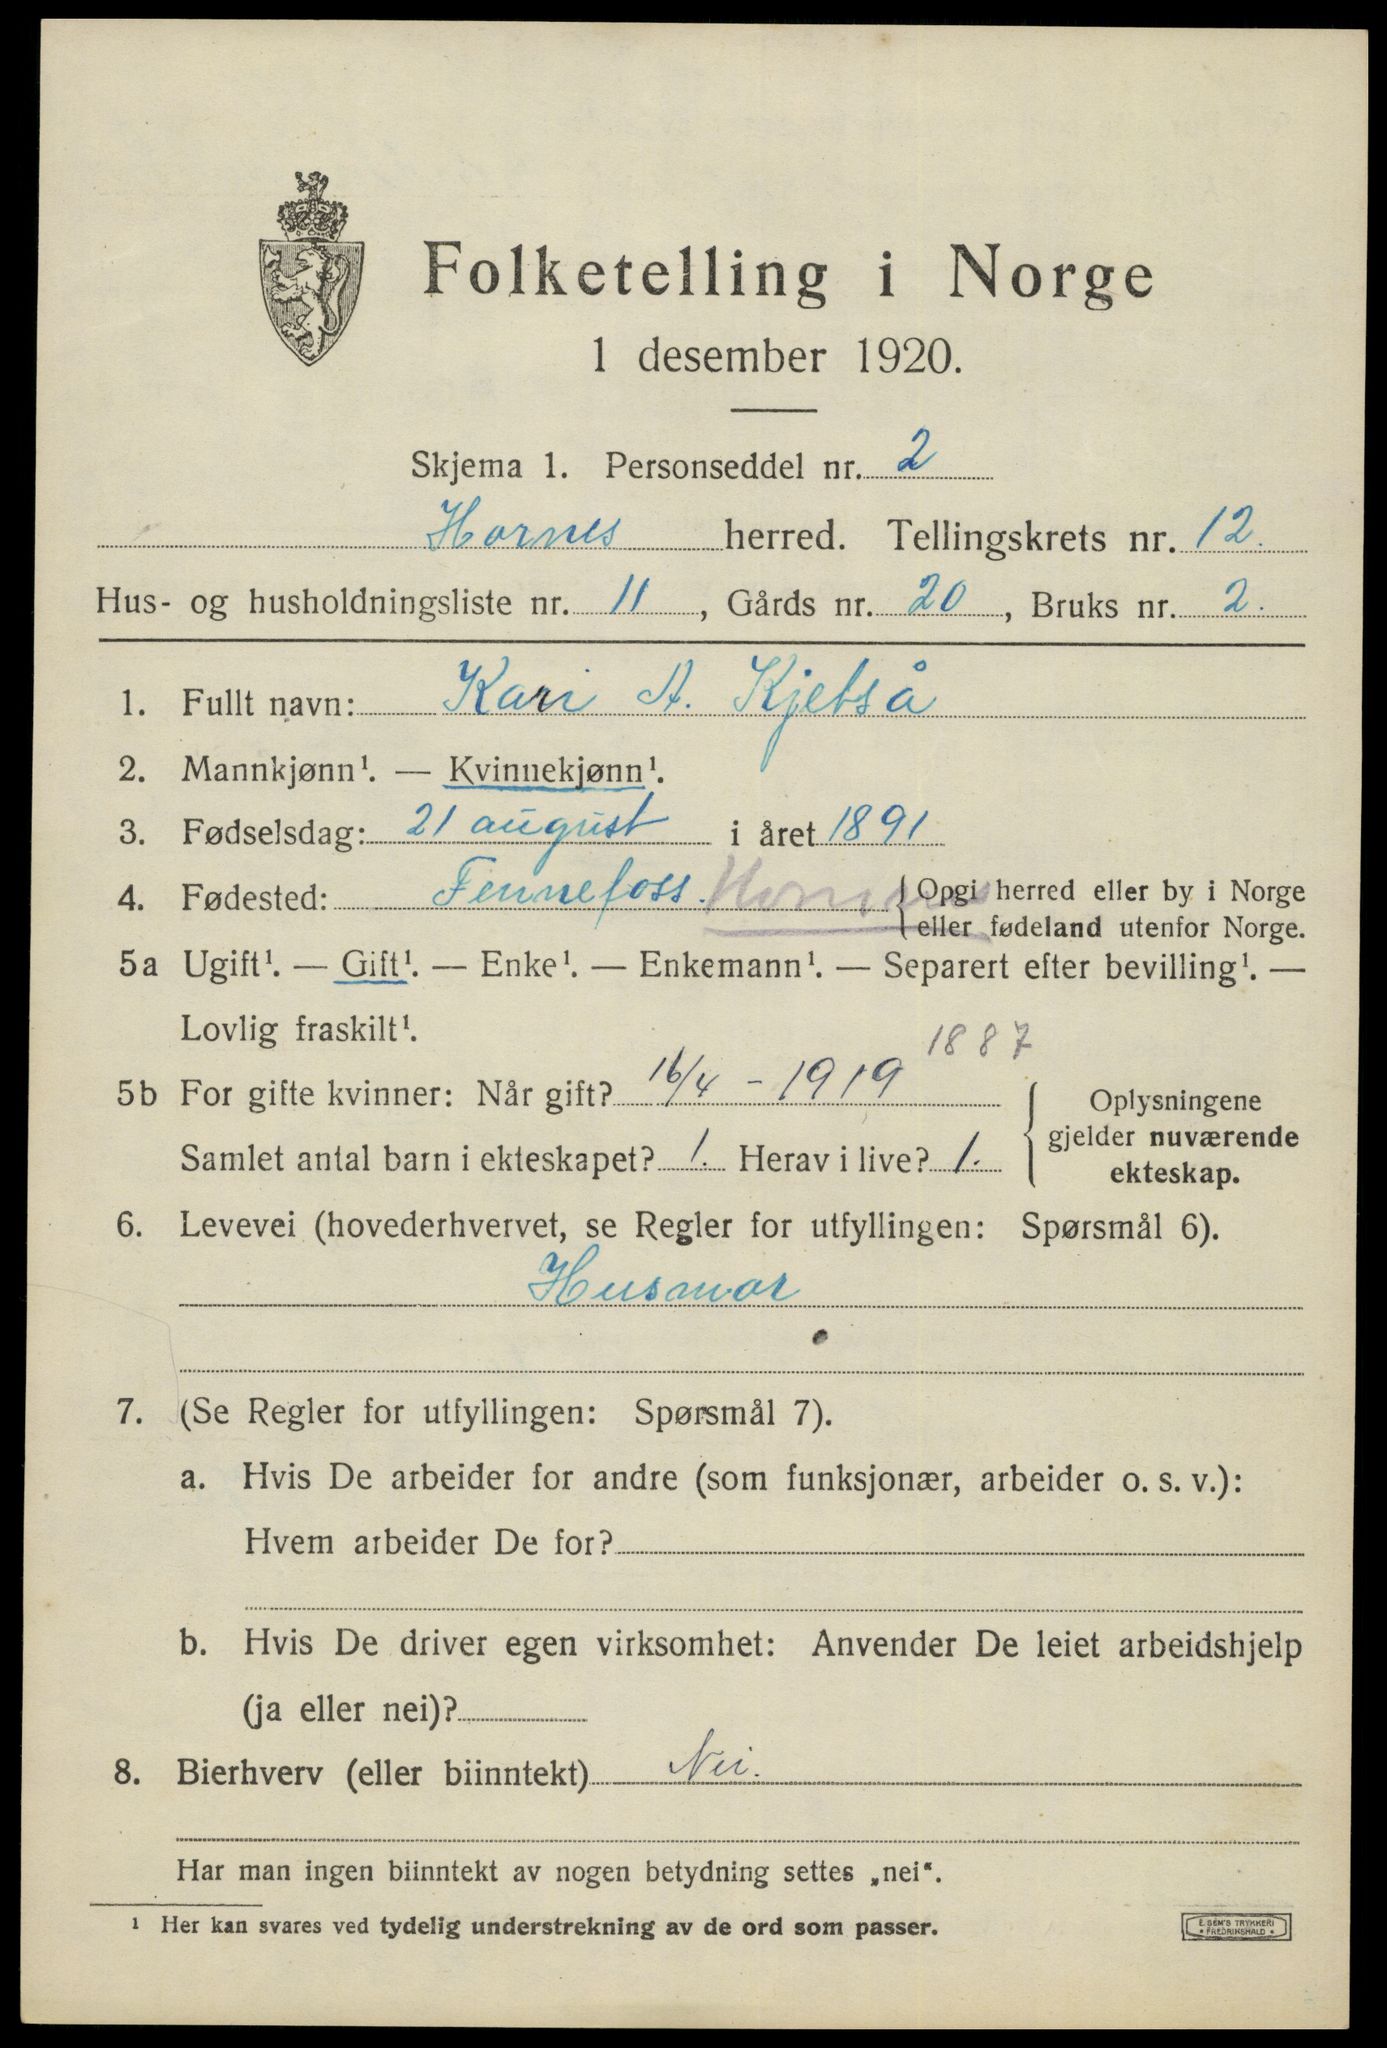 Folketelling i Norge
1 desember 1920.
Skjema 1. Personseddel nr. 2
Hornes herred. Tellingskrets nr. 12.
Hus- og husholdningsliste nr. 11, Gårds nr. 20, Bruks nr. 2.
1. Fullt navn: Kari A. Kjetså
2. Mannkjønn¹. — Kvinnekjønn¹.
3. Fødselsdag: 21 august i året 1891
4. Fødested: Fennefoss. Hornnes {Opgi herred eller by i Norge
eller fødeland utenfor Norge.
5a Ugift¹. — Gift¹. — Enke¹. — Enkemann¹. — Separert efter bevilling¹. —
Lovlig fraskilt¹.
1887
5b For gifte kvinner: Når gift? 16/4 - 1919
Samlet antal barn i ekteskapet? 1. Herav i live? 1.
Oplysningene
gjelder nuværende
ekteskap.
6. Levevei (hovederhvervet, se Regler for utfyllingen: Spørsmål 6).
Husmor
7. (Se Regler for utfyllingen: Spørsmål 7).
a. Hvis De arbeider for andre (som funksjonær, arbeider o. s. v.):
Hvem arbeider De for?
b. Hvis De driver egen virksomhet: Anvender De leiet arbeidshjelp
(ja eller nei)?
8. Bierhverv (eller biinntekt) Nei.
Har man ingen biinntekt av nogen betydning settes „nei“.
¹ Her kan svares ved tydelig understrekning av de ord som passer.
E. SEM'S TRYKKERI
• FREDRIKSHALD •